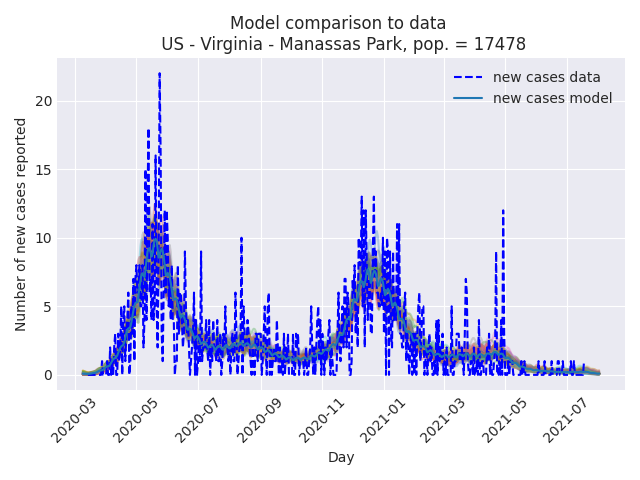 Model comparison to data
US - Virginia - Manassas Park, pop. = 17478
new cases data
new cases model
Number of new cases reported
20
15
10
5
0
2020-03
2020-05
2020-07
2020-09
2020-11
2021-01
2021-03
2021-05
2021-07
Day